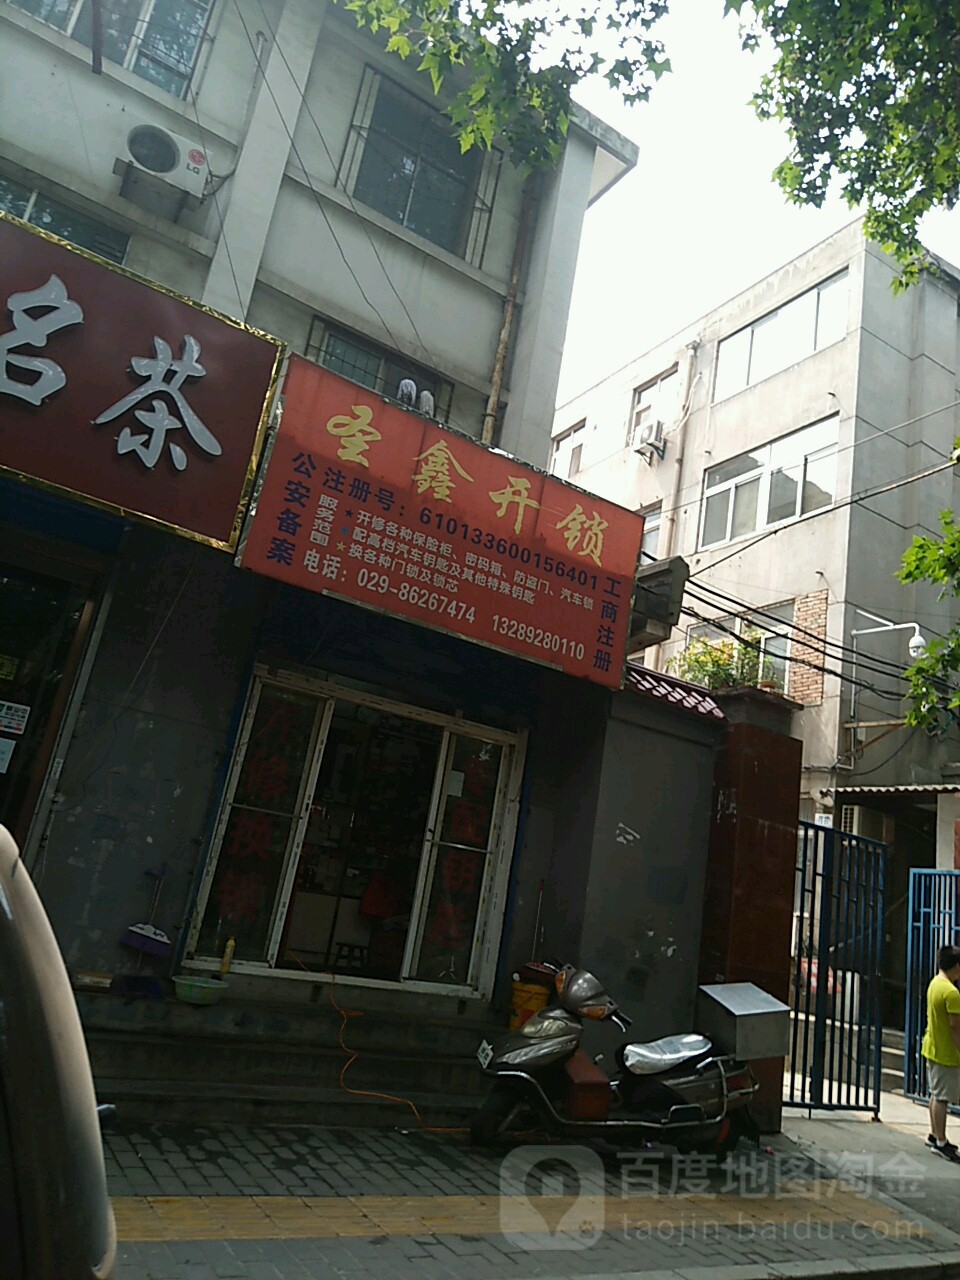 LG
名茶
圣鑫开锁
公安备案
注册号：610133600156401
工商注册
服务范围
★开修各种保险柜、密码箱、防盗门、汽车锁
★配高档汽车钥匙及其他特殊钥匙
★换各种门锁及锁芯
电话：029-86267474 13289280110
百度地图淘金
taojin.baidu.com